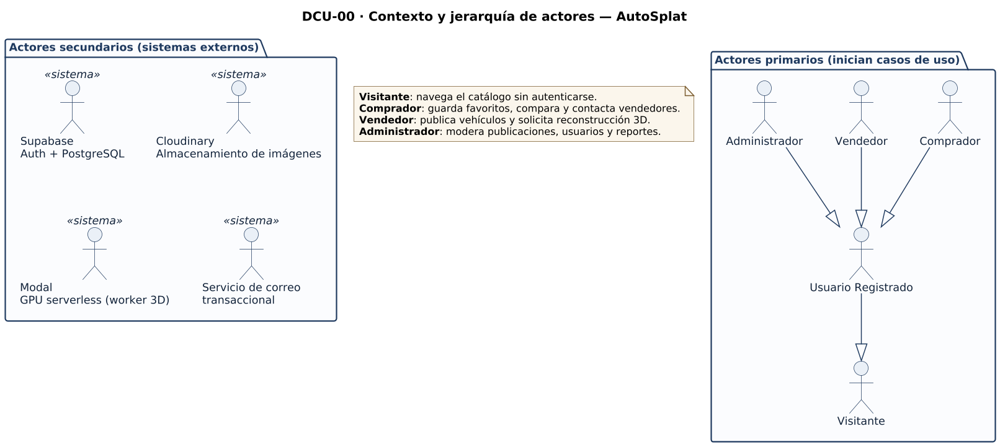 DCU-00 · Contexto y jerarquía de actores — AutoSplat
Actores secundarios (sistemas externos)
«sistema»
Supabase
Auth + PostgreSQL
«sistema»
Cloudinary
Almacenamiento de imágenes
«sistema»
Modal
GPU serverless (worker 3D)
«sistema»
Servicio de correo
transaccional
Visitante: navega el catálogo sin autenticarse.
Comprador: guarda favoritos, compara y contacta vendedores.
Vendedor: publica vehículos y solicita reconstrucción 3D.
Administrador: modera publicaciones, usuarios y reportes.
Actores primarios (inician casos de uso)
Administrador
Vendedor
Comprador
Usuario Registrado
Visitante